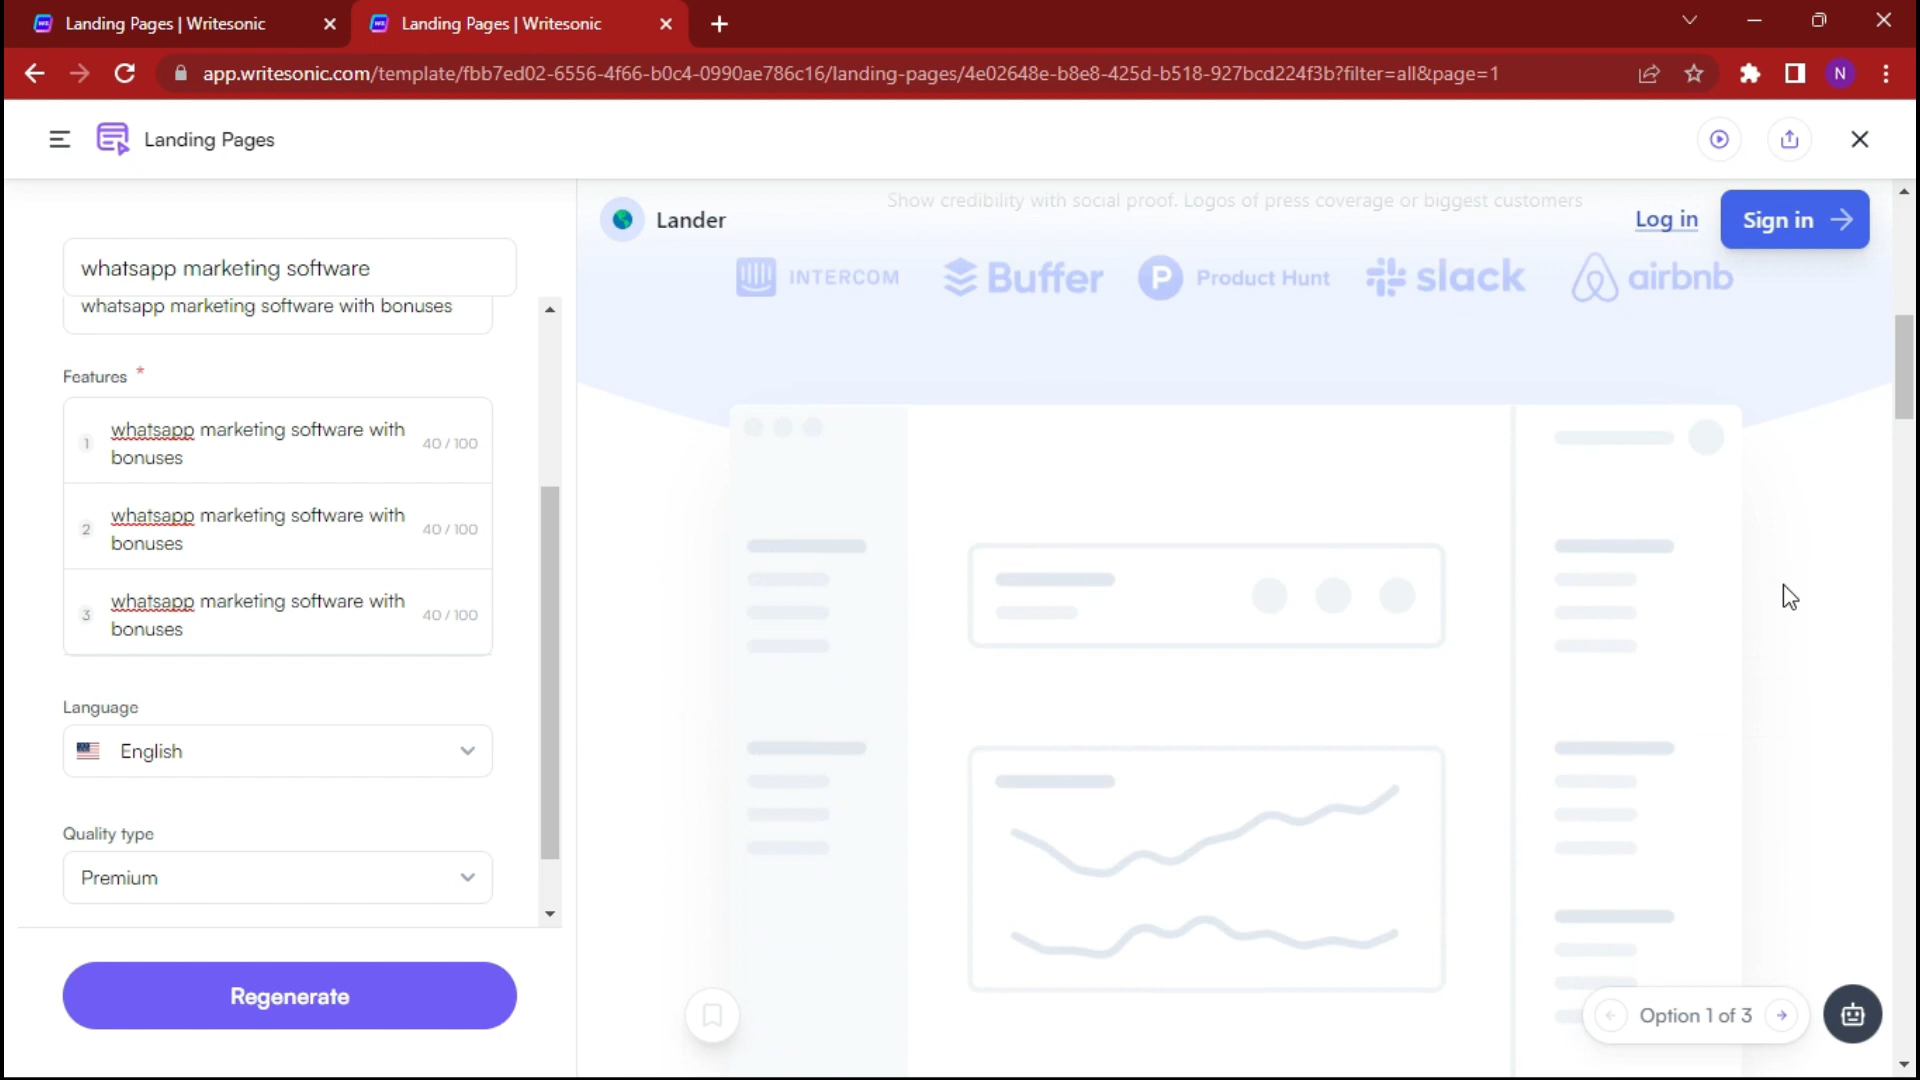 Landing Pages | Writesonic
Landing Pages | Writesonic
app.writesonic.com/template/fbb7ed02-6556-4f66-b0c4-0990ae786c16/landing-pages/4e02648e-b8e8-425d-b518-927bcd224f3b?filter=all&page=1
N
Landing Pages
whatsapp marketing software
whatsapp marketing software with bonuses
Features *
1 whatsapp marketing software with
bonuses
40 / 100
2 whatsapp marketing software with
bonuses
40 / 100
3 whatsapp marketing software with
bonuses
40 / 100
Language
English
Quality type
Premium
Regenerate
Show credibility with social proof. Logos of press coverage or biggest customers
Lander
Log in
Sign in
INTERCOM
Buffer
P Product Hunt
slack
airbnb
Option 1 of 3